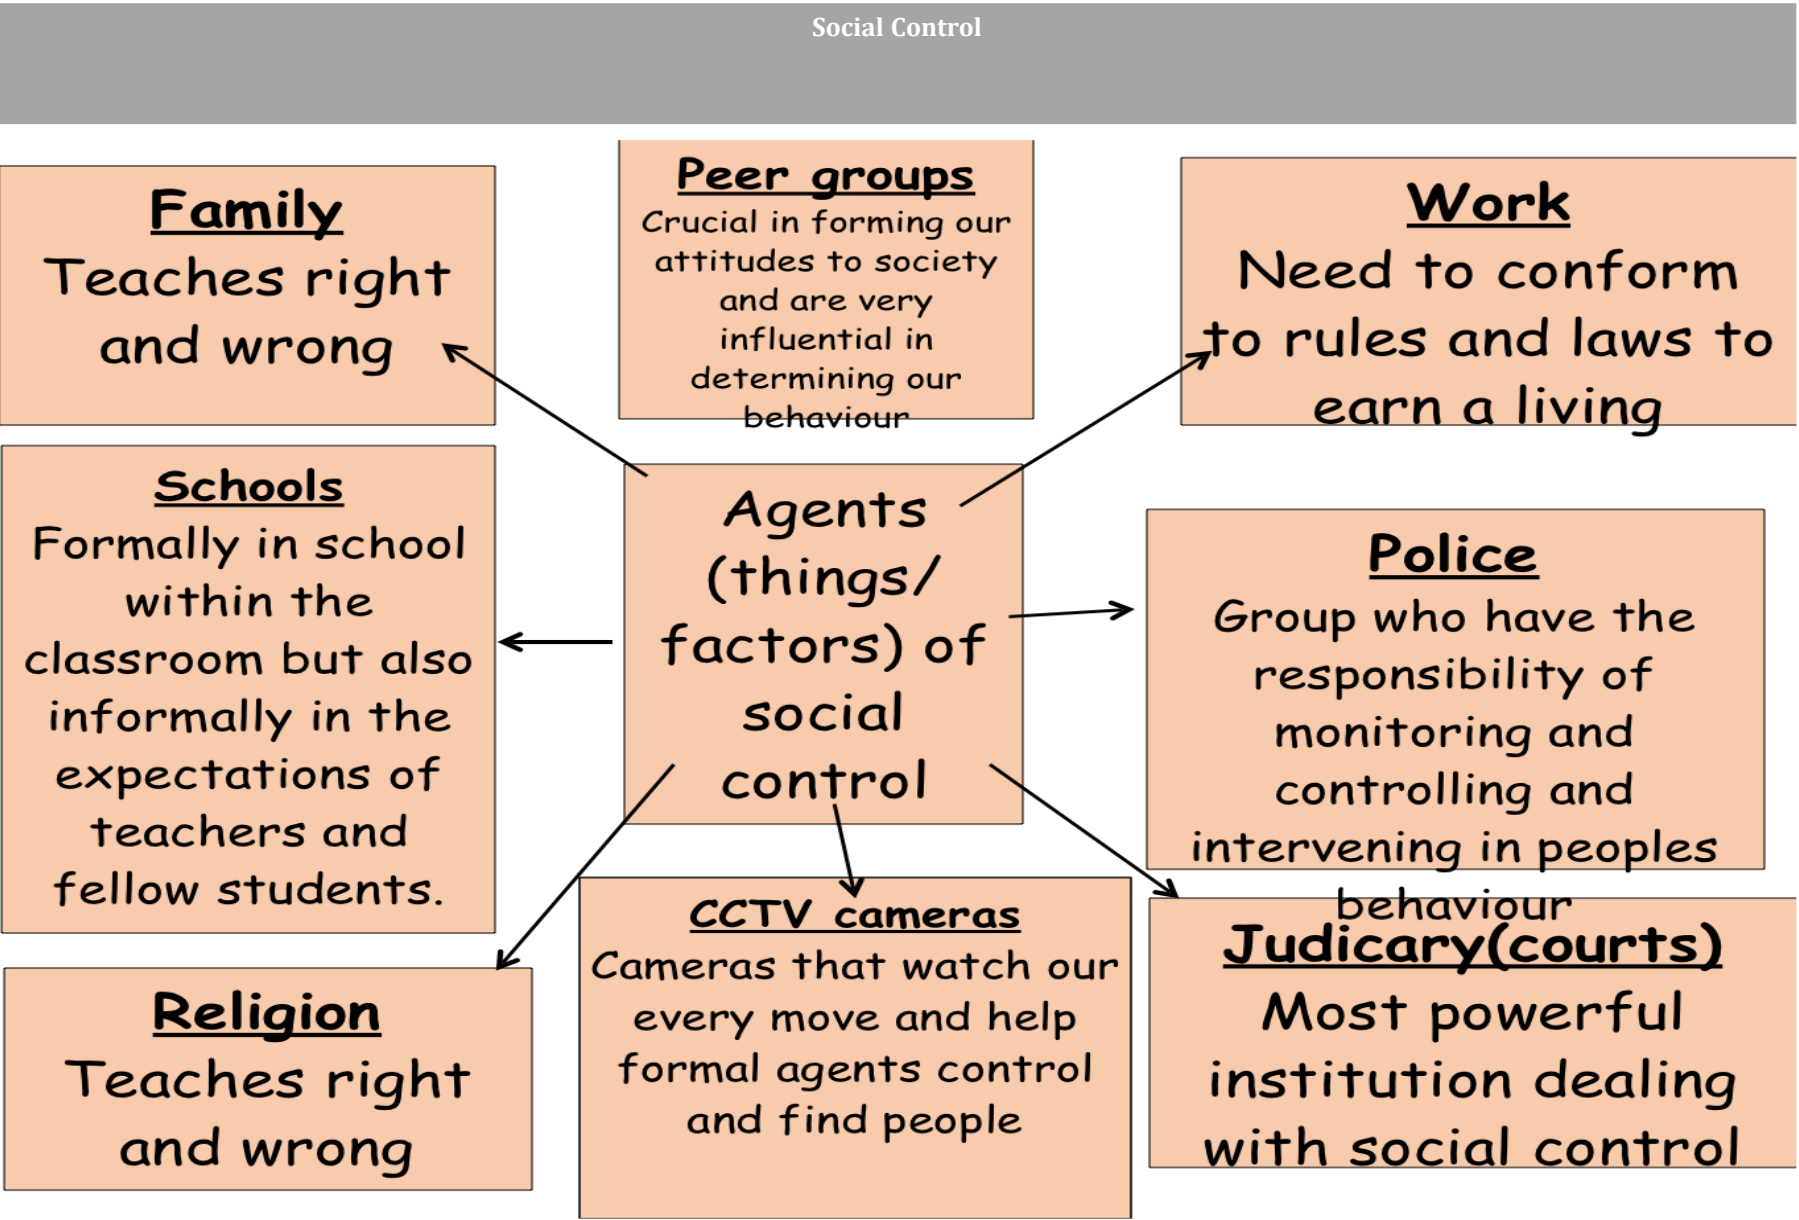 Social Control
Family
Teaches right
and wrong
Peer groups
Crucial in forming our
attitudes to society
and are very
influential in
determining our
behaviour
Work
Need to conform
to rules and laws to
earn a living
Schools
Formally in school
within the
classroom but also
informally in the
expectations of
teachers and
fellow students.
Agents
(things/
factors) of
social
control
Police
Group who have the
responsibility of
monitoring and
controlling and
intervening in peoples
behaviour
Religion
Teaches right
and wrong
CCTV cameras
Cameras that watch our
every move and help
formal agents control
and find people
Judicary(courts)
Most powerful
institution dealing
with social control